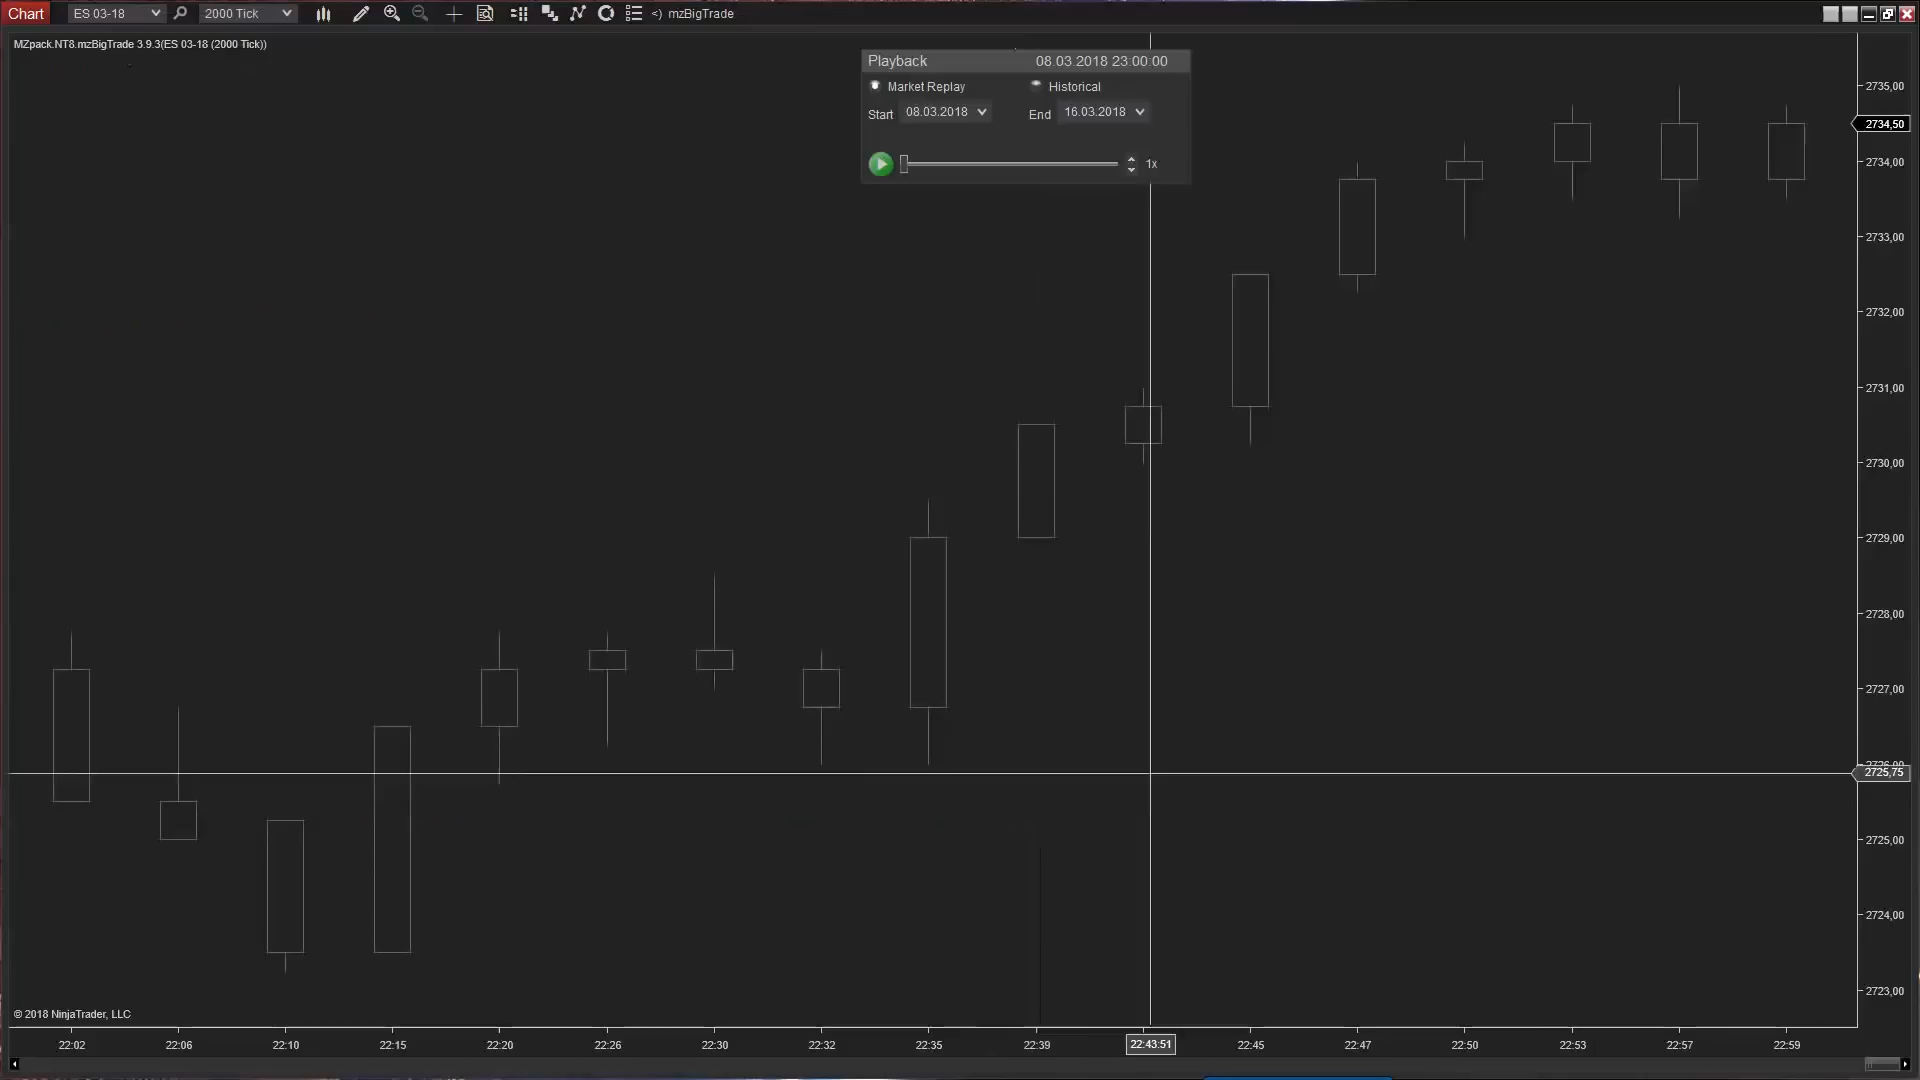 Chart ES 03-18 2000 Tick <) mzBigTrade
MZpack.NT8.mzBigTrade 3.9.3(ES 03-18 (2000 Tick))
Playback 08.03.2018 23:00:00
Market Replay Historical
Start 08.03.2018 End 16.03.2018
1x
2735,00
2734,50
2734,00
2733,00
2732,00
2731,00
2730,00
2729,00
2728,00
2727,00
2726,00
2725,75
2725,00
2724,00
2723,00
© 2018 NinjaTrader, LLC
22:02 22:06 22:10 22:15 22:20 22:26 22:30 22:32 22:35 22:39 22:43:51 22:45 22:47 22:50 22:53 22:57 22:59